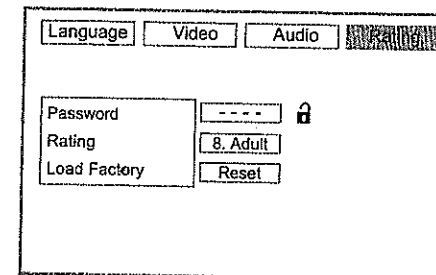 Language Video Audio Rating
Password - - - -
Rating 8. Adult
Load Factory Reset